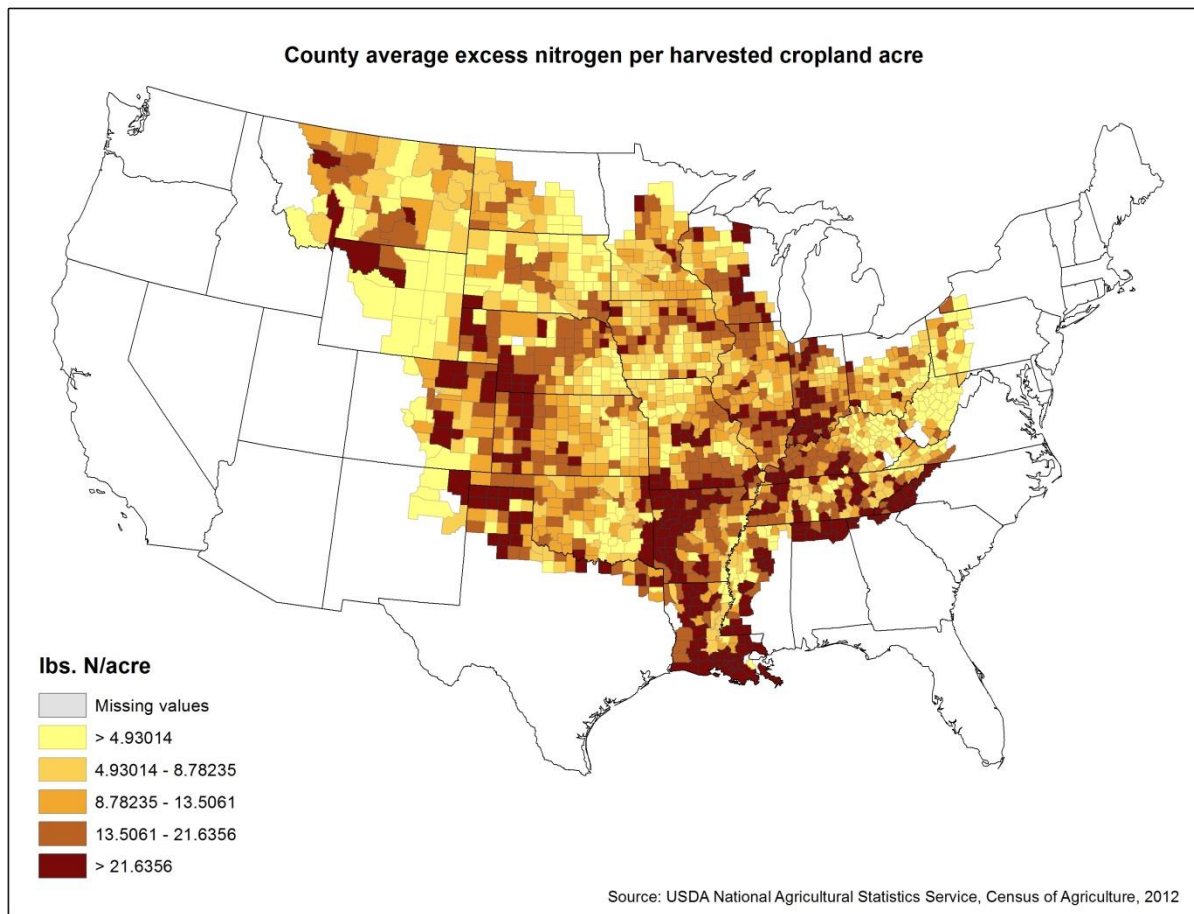 County average excess nitrogen per harvested cropland acre
lbs. N/acre
Missing values
> 4.93014
4.93014 - 8.78235
8.78235 - 13.5061
13.5061 - 21.6356
> 21.6356
Source: USDA National Agricultural Statistics Service, Census of Agriculture, 2012